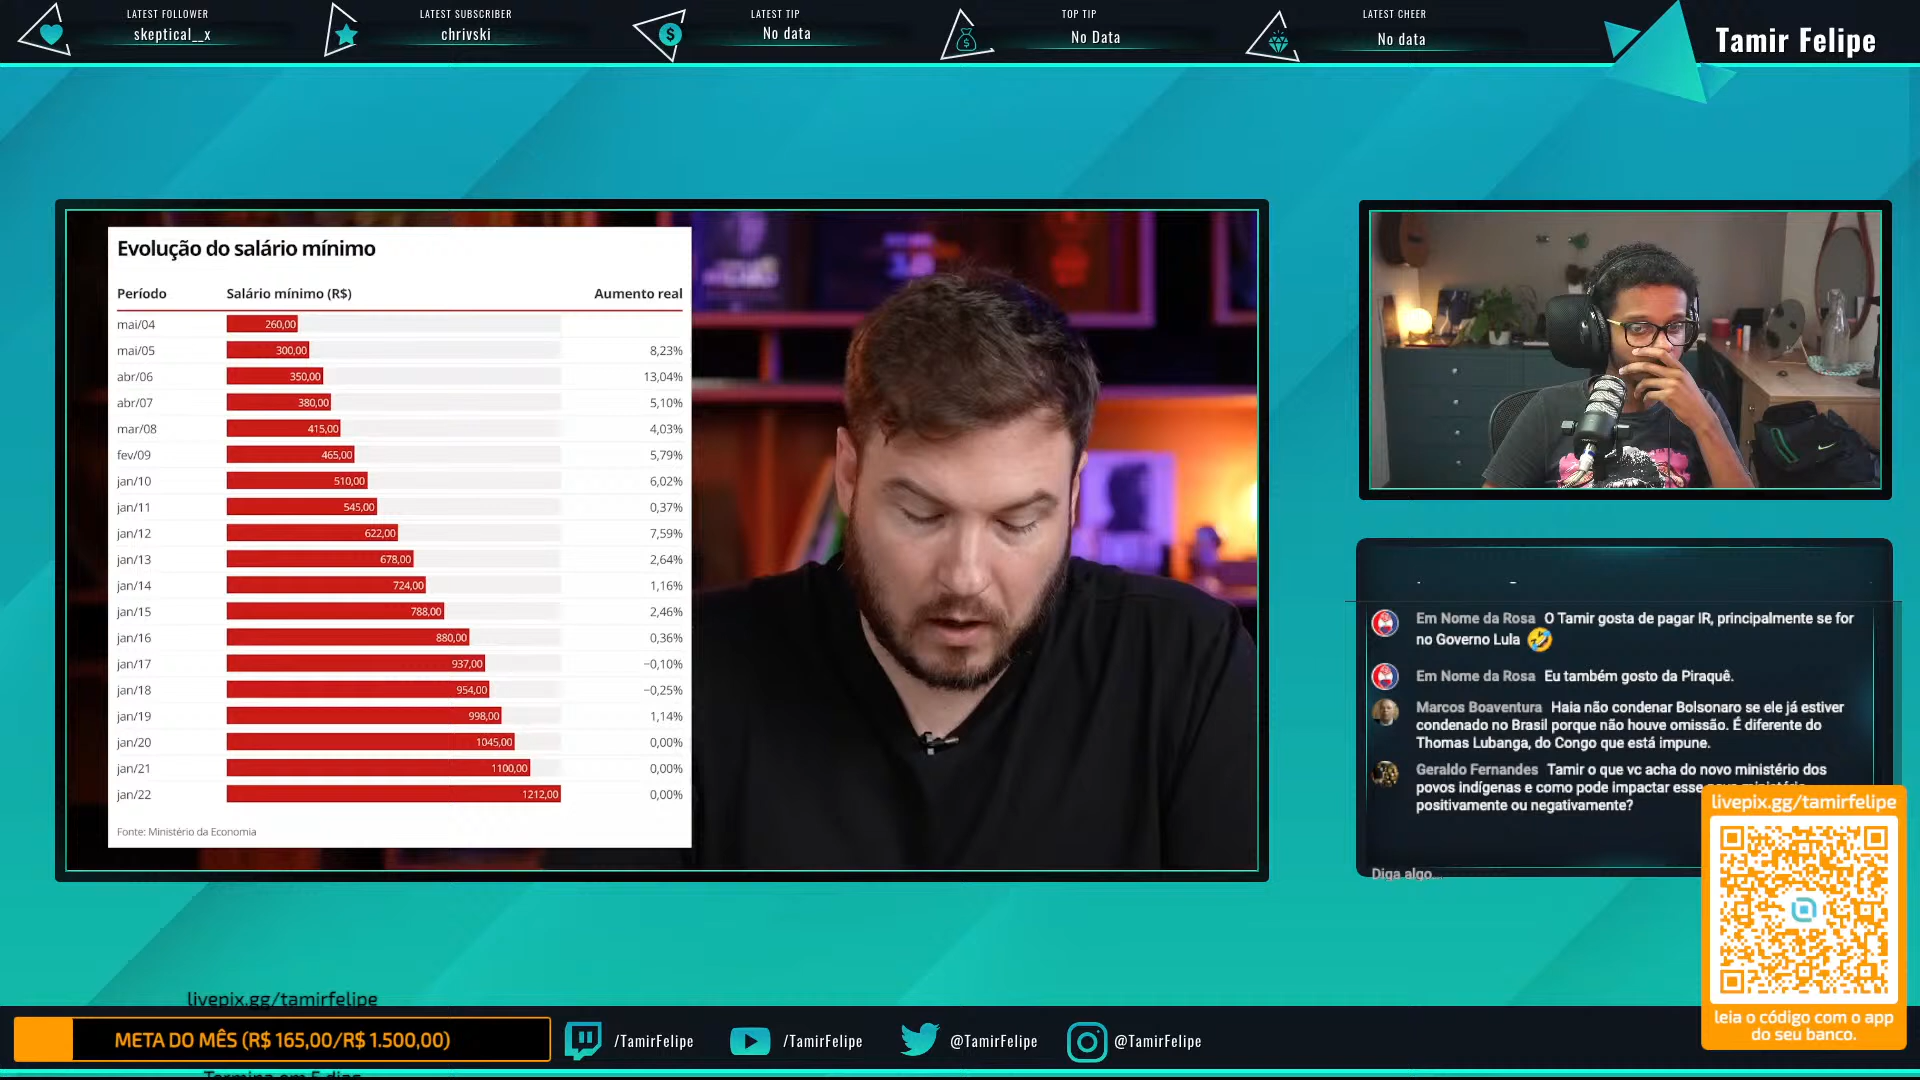 LATEST FOLLOWER
skeptical__x
LATEST SUBSCRIBER
chrivski
LATEST TIP
No data
TOP TIP
No Data
LATEST CHEER
No data
Tamir Felipe
Evolução do salário mínimo
Período Salário mínimo (R$) Aumento real
mai/04 260,00
mai/05 300,00 8,23%
abr/06 350,00 13,04%
abr/07 380,00 5,10%
mar/08 415,00 4,03%
fev/09 465,00 5,79%
jan/10 510,00 6,02%
jan/11 545,00 0,37%
jan/12 622,00 7,59%
jan/13 678,00 2,64%
jan/14 724,00 1,16%
jan/15 788,00 2,46%
jan/16 880,00 0,36%
jan/17 937,00 −0,10%
jan/18 954,00 −0,25%
jan/19 998,00 1,14%
jan/20 1045,00 0,00%
jan/21 1100,00 0,00%
jan/22 1212,00 0,00%
Fonte: Ministério da Economia
Em Nome da Rosa O Tamir gosta de pagar IR, principalmente se for
no Governo Lula 🤣
Em Nome da Rosa Eu também gosto da Piraquê.
Marcos Boaventura Haia não condenar Bolsonaro se ele já estiver
condenado no Brasil porque não houve omissão. É diferente do
Thomas Lubanga, do Congo que está impune.
Geraldo Fernandes Tamir o que vc acha do novo ministério dos
povos indígenas e como pode impactar esse
positivamente ou negativamente?
Diga algo...
livepix.gg/tamirfelipe
leia o código com o app
do seu banco.
livepix.gg/tamirfelipe
META DO MÊS (R$ 165,00/R$ 1.500,00)
Termina em 5 dias
/TamirFelipe
/TamirFelipe
@TamirFelipe
@TamirFelipe